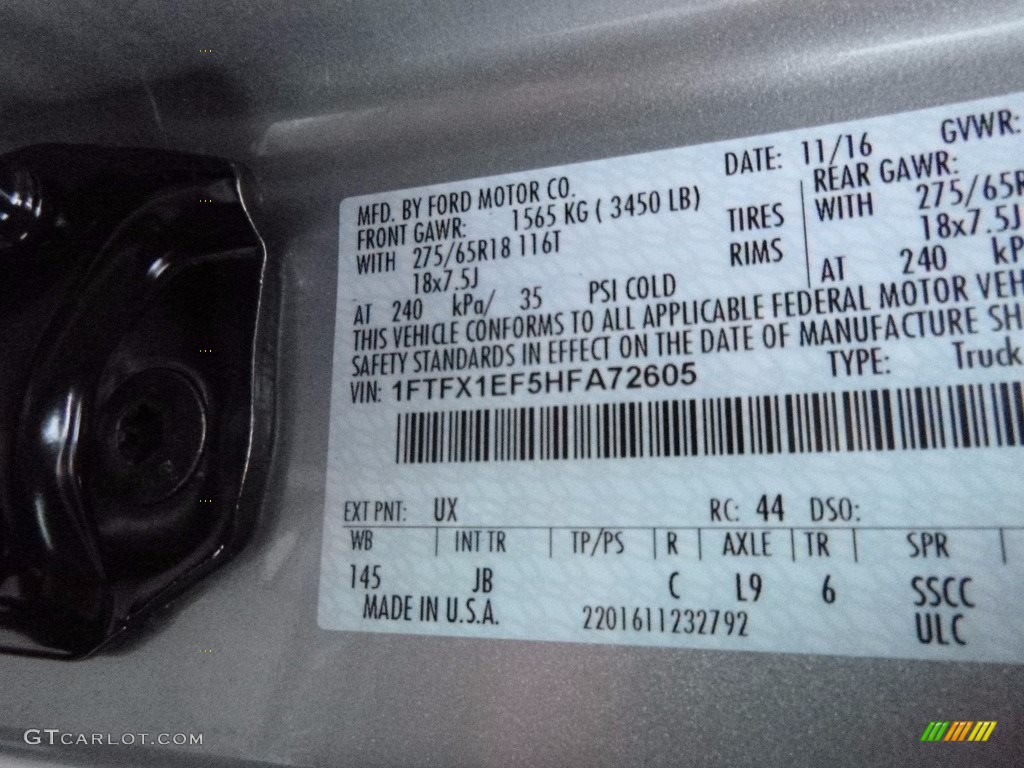 DATE: 11/16 GVWR:
MFD. BY FORD MOTOR CO.
FRONT GAWR: 1565 KG ( 3450 LB) REAR GAWR:
WITH 275/65R18 116T TIRES WITH 275/65R
18x7.5J RIMS 18x7.5J
AT 240 kPa/ 35 PSI COLD AT 240 kP
THIS VEHICLE CONFORMS TO ALL APPLICABLE FEDERAL MOTOR VEH
SAFETY STANDARDS IN EFFECT ON THE DATE OF MANUFACTURE SH
VIN: 1FTFX1EF5HFA72605 TYPE: Truck
EXT PNT: UX RC: 44 DSO:
WB INT TR TP/PS R AXLE TR SPR
145 JB C L9 6 SSCC
MADE IN U.S.A. 2201611232792 ULC
GTCARLOT.COM